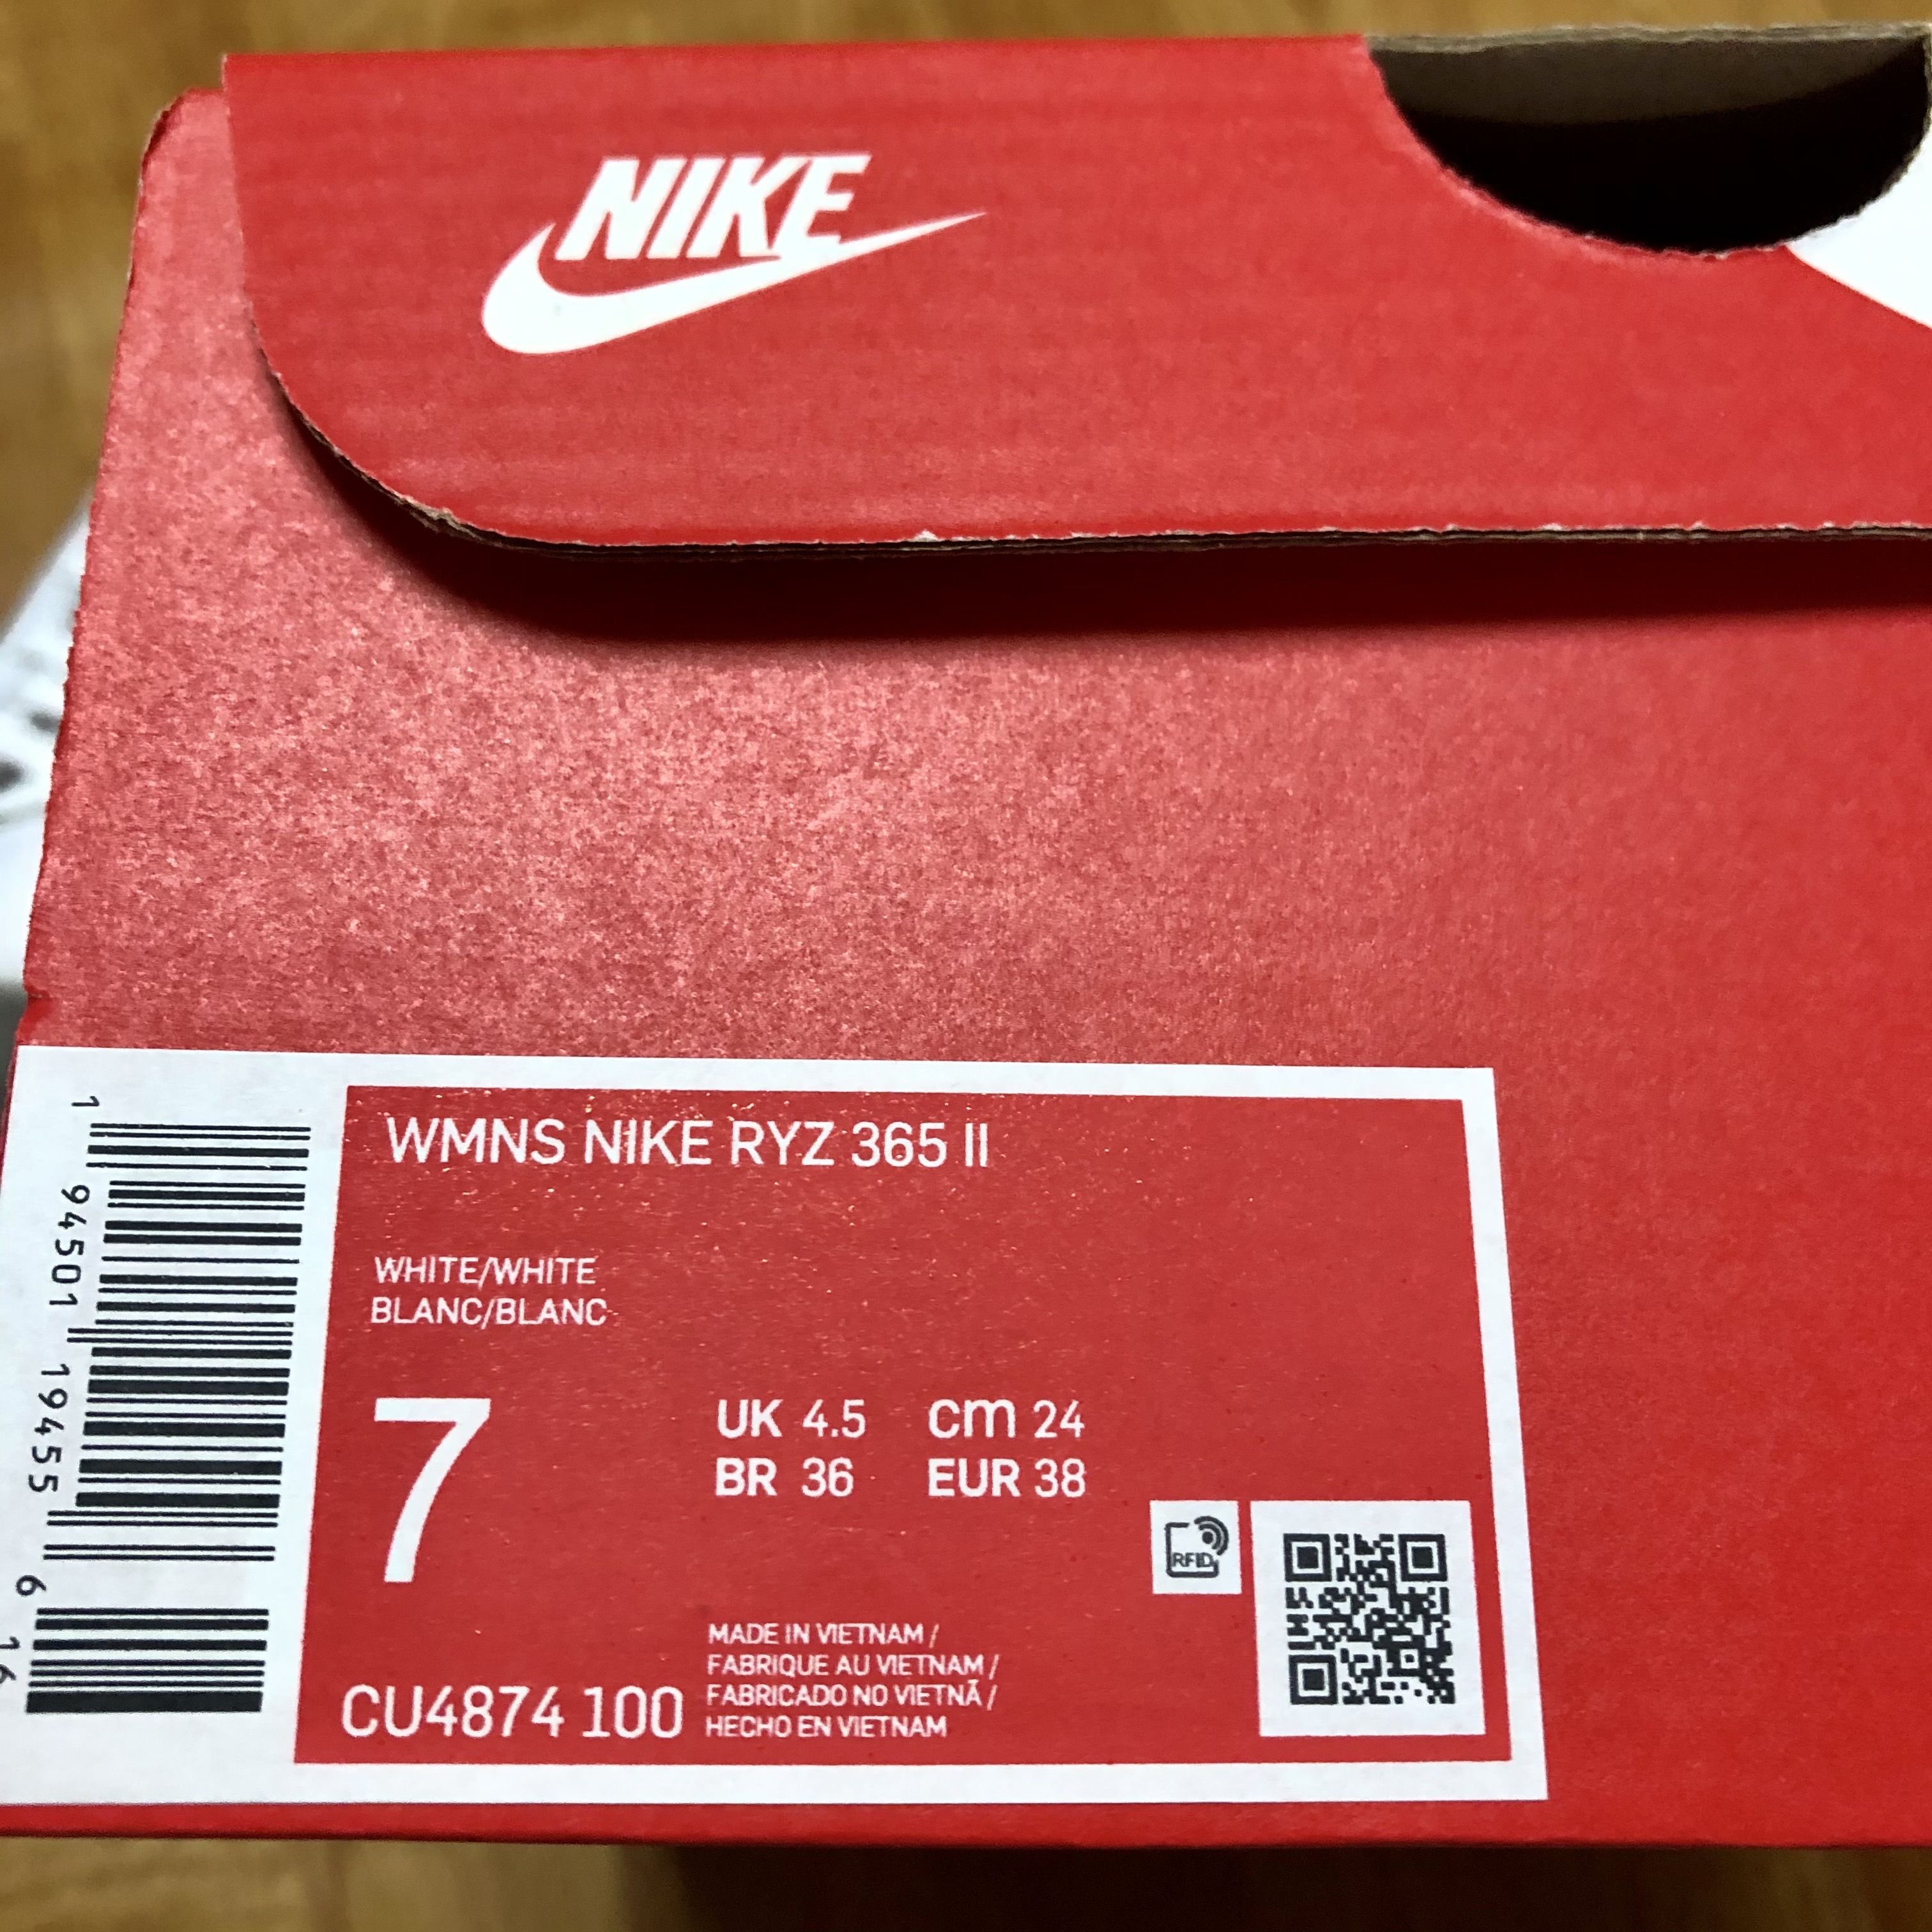 NIKE
WMNS NIKE RYZ 365 II
WHITE/WHITE
BLANC/BLANC
7
UK 4.5 cm 24
BR 36 EUR 38
RFID
MADE IN VIETNAM /
FABRIQUE AU VIETNAM /
FABRICADO NO VIETNÃ /
HECHO EN VIETNAM
CU4874 100
1 94501 19455 6
16